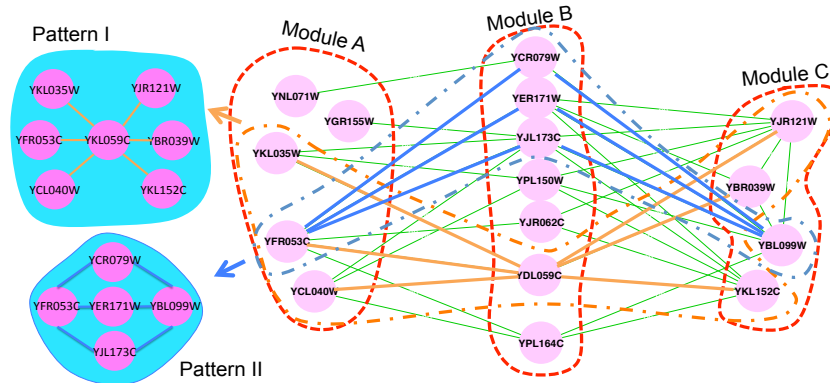 Pattern I
YKL035W
YJR121W
YFR053C
YKL059C
YBR039W
YCL040W
YKL152C
YCR079W
YFR053C
YER171W
YBL099W
YJL173C
Pattern II
Module A
YNL071W
YGR155W
YKL035W
YFR053C
YCL040W
Module B
YCR079W
YER171W
YJL173C
YPL150W
YJR062C
YDL059C
YPL164C
Module C
YJR121W
YBR039W
YBL099W
YKL152C